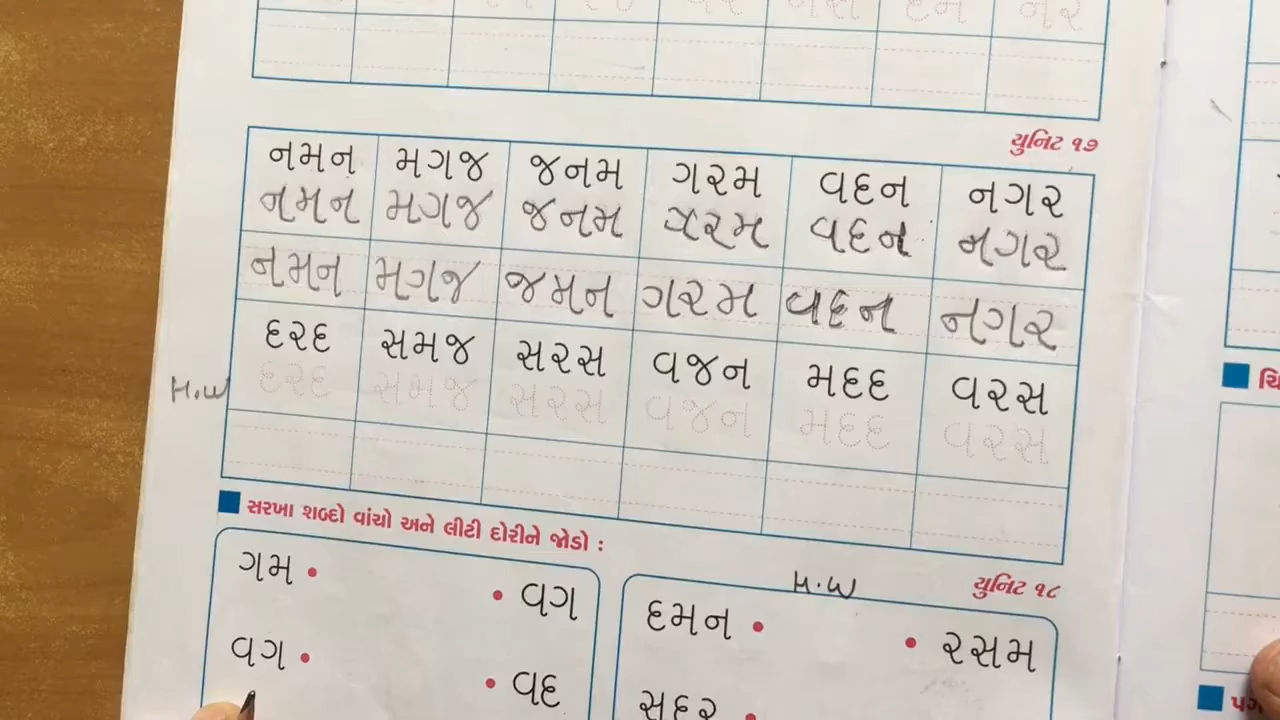 નર
યુનિટ ૧૭
નમન મગજ જનમ ગરમ વદન નગર
નમન મગજ જનમ ગરમ વદન નગર
નમન મગજ જમન ગરમ વદન નગર
દરદ સમજ સરસ વજન મદદ વરસ
H.W દરદ સમજ સરસ વજન મદદ વરસ
સરખા શબ્દો વાંચો અને લીટી દોરીને જોડો :
H.W યુનિટ ૧૮
ગમ • • વગ
વગ • • વદ
દમન • • રસમ
સદર •